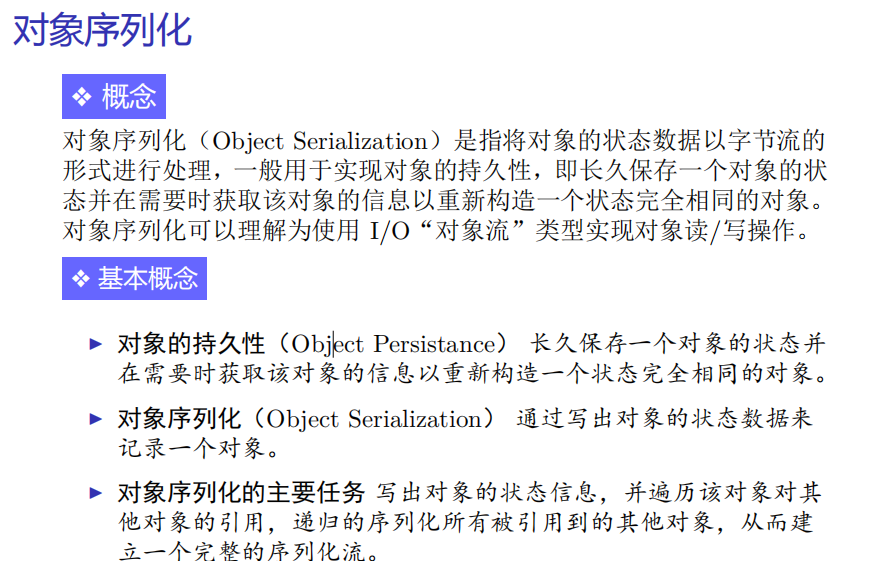 对象序列化
❖ 概念
对象序列化（Object Serialization）是指将对象的状态数据以字节流的
形式进行处理，一般用于实现对象的持久性，即长久保存一个对象的状
态并在需要时获取该对象的信息以重新构造一个状态完全相同的对象。
对象序列化可以理解为使用 I/O“对象流”类型实现对象读/写操作。
❖ 基本概念
▶ 对象的持久性（Object Persistance） 长久保存一个对象的状态并
在需要时获取该对象的信息以重新构造一个状态完全相同的对象。
▶ 对象序列化（Object Serialization） 通过写出对象的状态数据来
记录一个对象。
▶ 对象序列化的主要任务 写出对象的状态信息，并遍历该对象对其
他对象的引用，递归的序列化所有被引用到的其他对象，从而建
立一个完整的序列化流。